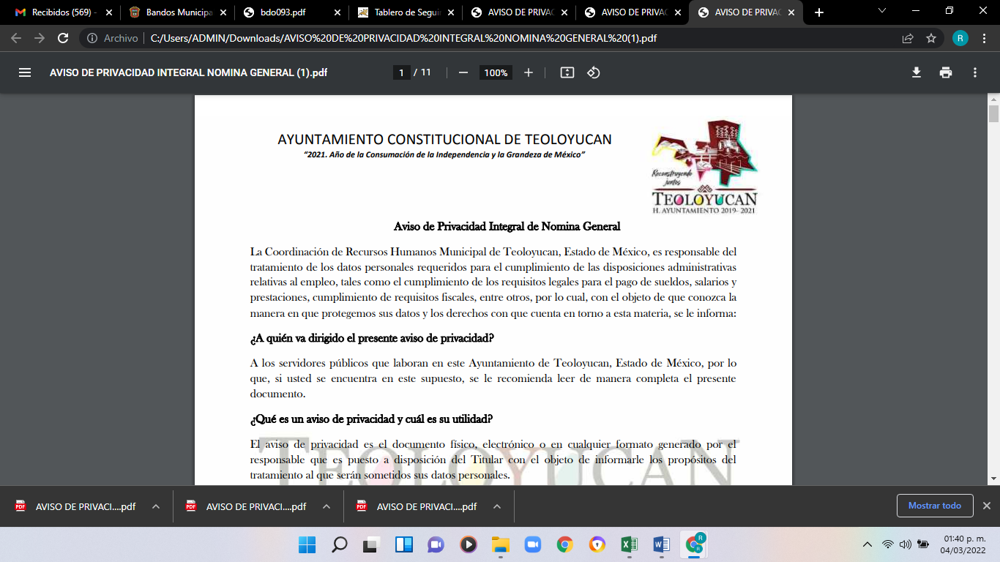 Recibidos (569) -
Bandos Municipa
bdo093.pdf
Tablero de Segui
AVISO DE PRIVAC
AVISO DE PRIVAC
AVISO DE PRIVAC
Archivo
C:/Users/ADMIN/Downloads/AVISO%20DE%20PRIVACIDAD%20INTEGRAL%20NOMINA%20GENERAL%20(1).pdf
R
AVISO DE PRIVACIDAD INTEGRAL NOMINA GENERAL (1).pdf
1 / 11
100%
AYUNTAMIENTO CONSTITUCIONAL DE TEOLOYUCAN
“2021. Año de la Consumación de la Independencia y la Grandeza de México”
Reconstruyendo
juntos
TEOLOYUCAN
H. AYUNTAMIENTO 2019- 2021
Aviso de Privacidad Integral de Nomina General
La Coordinación de Recursos Humanos Municipal de Teoloyucan, Estado de México, es responsable del
tratamiento de los datos personales requeridos para el cumplimiento de las disposiciones administrativas
relativas al empleo, tales como el cumplimiento de los requisitos legales para el pago de sueldos, salarios y
prestaciones, cumplimiento de requisitos fiscales, entre otros, por lo cual, con el objeto de que conozca la
manera en que protegemos sus datos y los derechos con que cuenta en torno a esta materia, se le informa:
¿A quién va dirigido el presente aviso de privacidad?
A los servidores públicos que laboran en este Ayuntamiento de Teoloyucan, Estado de México, por lo
que, si usted se encuentra en este supuesto, se le recomienda leer de manera completa el presente
documento.
¿Qué es un aviso de privacidad y cuál es su utilidad?
El aviso de privacidad es el documento físico, electrónico o en cualquier formato generado por el
responsable que es puesto a disposición del Titular con el objeto de informarle los propósitos del
tratamiento al que serán sometidos sus datos personales.
TEOLOYUCAN
AVISO DE PRIVACI....pdf
AVISO DE PRIVACI....pdf
AVISO DE PRIVACI....pdf
Mostrar todo
01:40 p. m.
04/03/2022